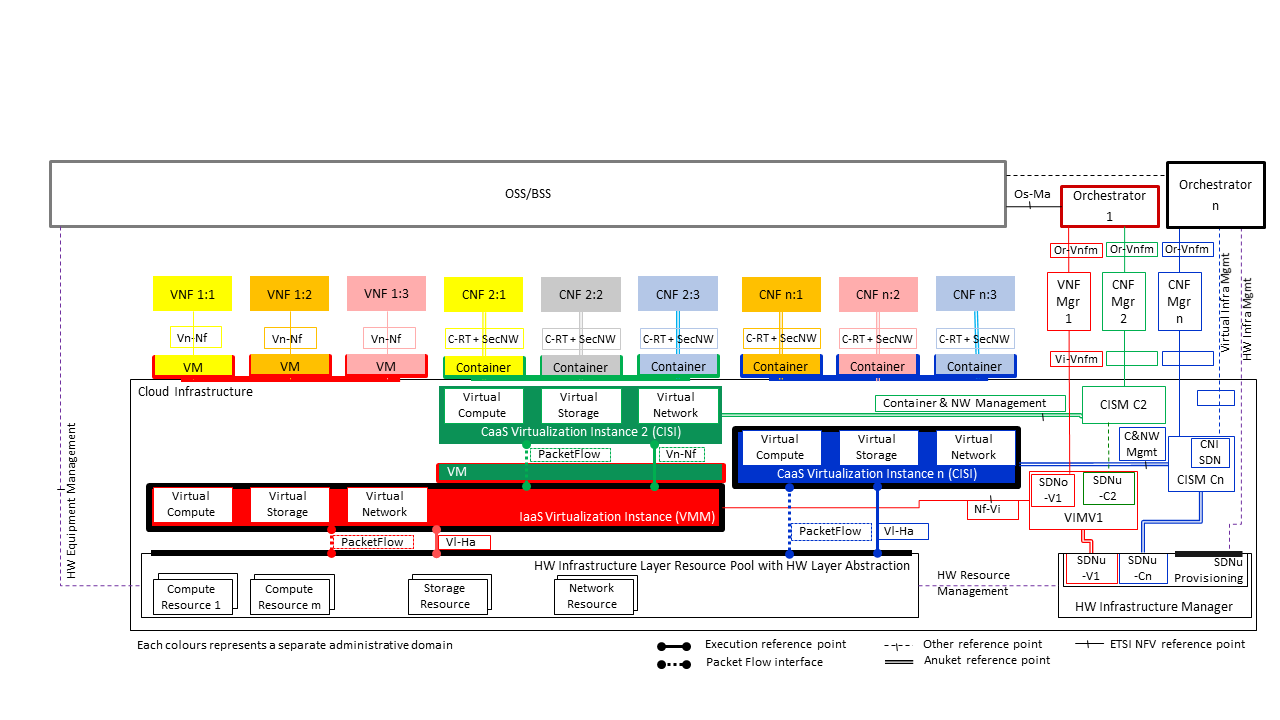 OSS/BSS
Os-Ma
Orchestrator
1
Orchestrator
n
Or-Vnfm
Or-Vnfm
Or-Vnfm
VNF 1:1
VNF 1:2
VNF 1:3
CNF 2:1
CNF 2:2
CNF 2:3
CNF n:1
CNF n:2
CNF n:3
VNF
Mgr
1
CNF
Mgr
2
CNF
Mgr
n
Virtual Infra Mgmt
HW Infra Mgmt
Vn-Nf
Vn-Nf
Vn-Nf
C-RT + SecNW
C-RT + SecNW
C-RT + SecNW
C-RT + SecNW
C-RT + SecNW
C-RT + SecNW
Vi-Vnfm
VM
VM
VM
Container
Container
Container
Container
Container
Container
Cloud Infrastructure
Virtual
Compute
Virtual
Storage
Virtual
Network
CaaS Virtualization Instance 2 (CISI)
Container & NW Management
CISM C2
PacketFlow
Vn-Nf
VM
Virtual
Compute
Virtual
Storage
Virtual
Network
CaaS Virtualization Instance n (CISI)
C&NW
Mgmt
CNI
SDN
CISM Cn
HW Equipment Management
Virtual
Compute
Virtual
Storage
Virtual
Network
IaaS Virtualization Instance (VMM)
Nf-Vi
SDNo
-V1
SDNu
-C2
VIMV1
PacketFlow
Vl-Ha
PacketFlow
Vl-Ha
HW Infrastructure Layer Resource Pool with HW Layer Abstraction
Compute
Resource 1
Compute
Resource m
Storage
Resource
Network
Resource
HW Resource
Management
SDNu
-V1
SDNu
-Cn
SDNu
Provisioning
HW Infrastructure Manager
Each colours represents a separate administrative domain
Execution reference point
Other reference point
ETSI NFV reference point
Packet Flow interface
Anuket reference point